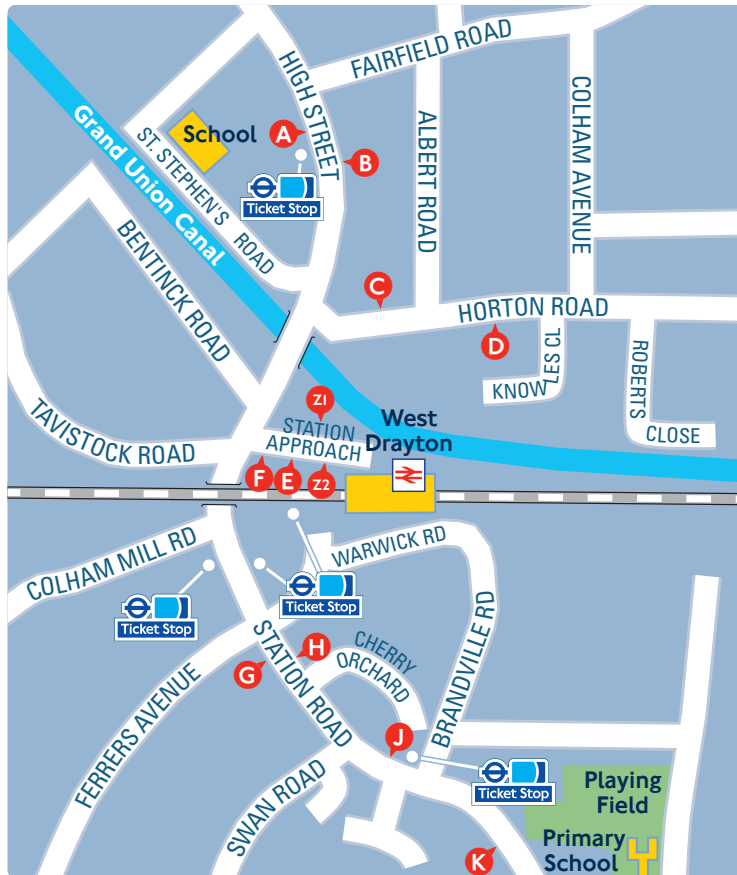 FAIRFIELD ROAD
HIGH STREET
COLHAM AVENUE
Grand Union Canal
School
A
B
ALBERT ROAD
ST. STEPHEN'S ROAD
Ticket Stop
BENTINCK ROAD
C
HORTON ROAD
D
KNOWLES CL
ROBERTS CLOSE
Z1
TAVISTOCK ROAD
STATION
APPROACH
West
Drayton
F
E
Z2
COLHAM MILL RD
WARWICK RD
Ticket Stop
Ticket Stop
STATION ROAD
H
G
CHERRY
ORCHARD
BRANDVILLE RD
FERRERS AVENUE
J
SWAN ROAD
Ticket Stop
Playing
Field
Primary
School
K